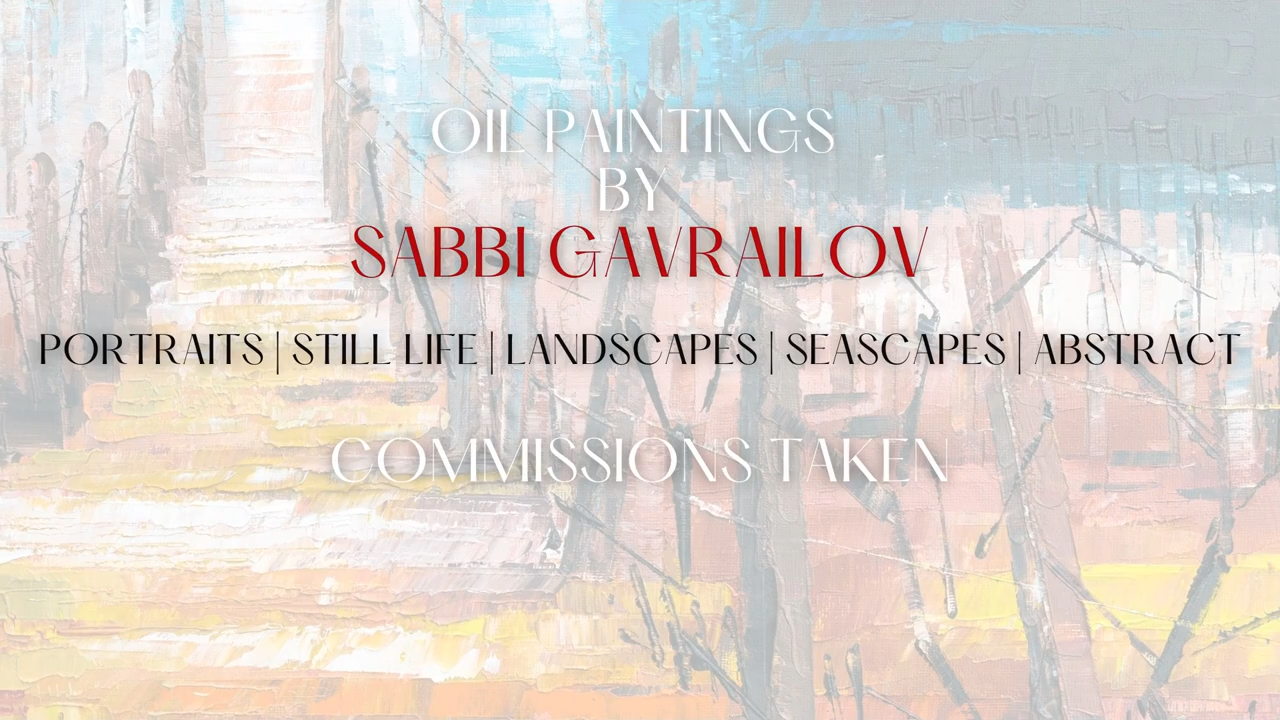 OIL PAINTINGS
BY
SABBI GAVRAILOV
PORTRAITS | STILL LIFE | LANDSCAPES | SEASCAPES | ABSTRACT
COMMISSIONS TAKEN